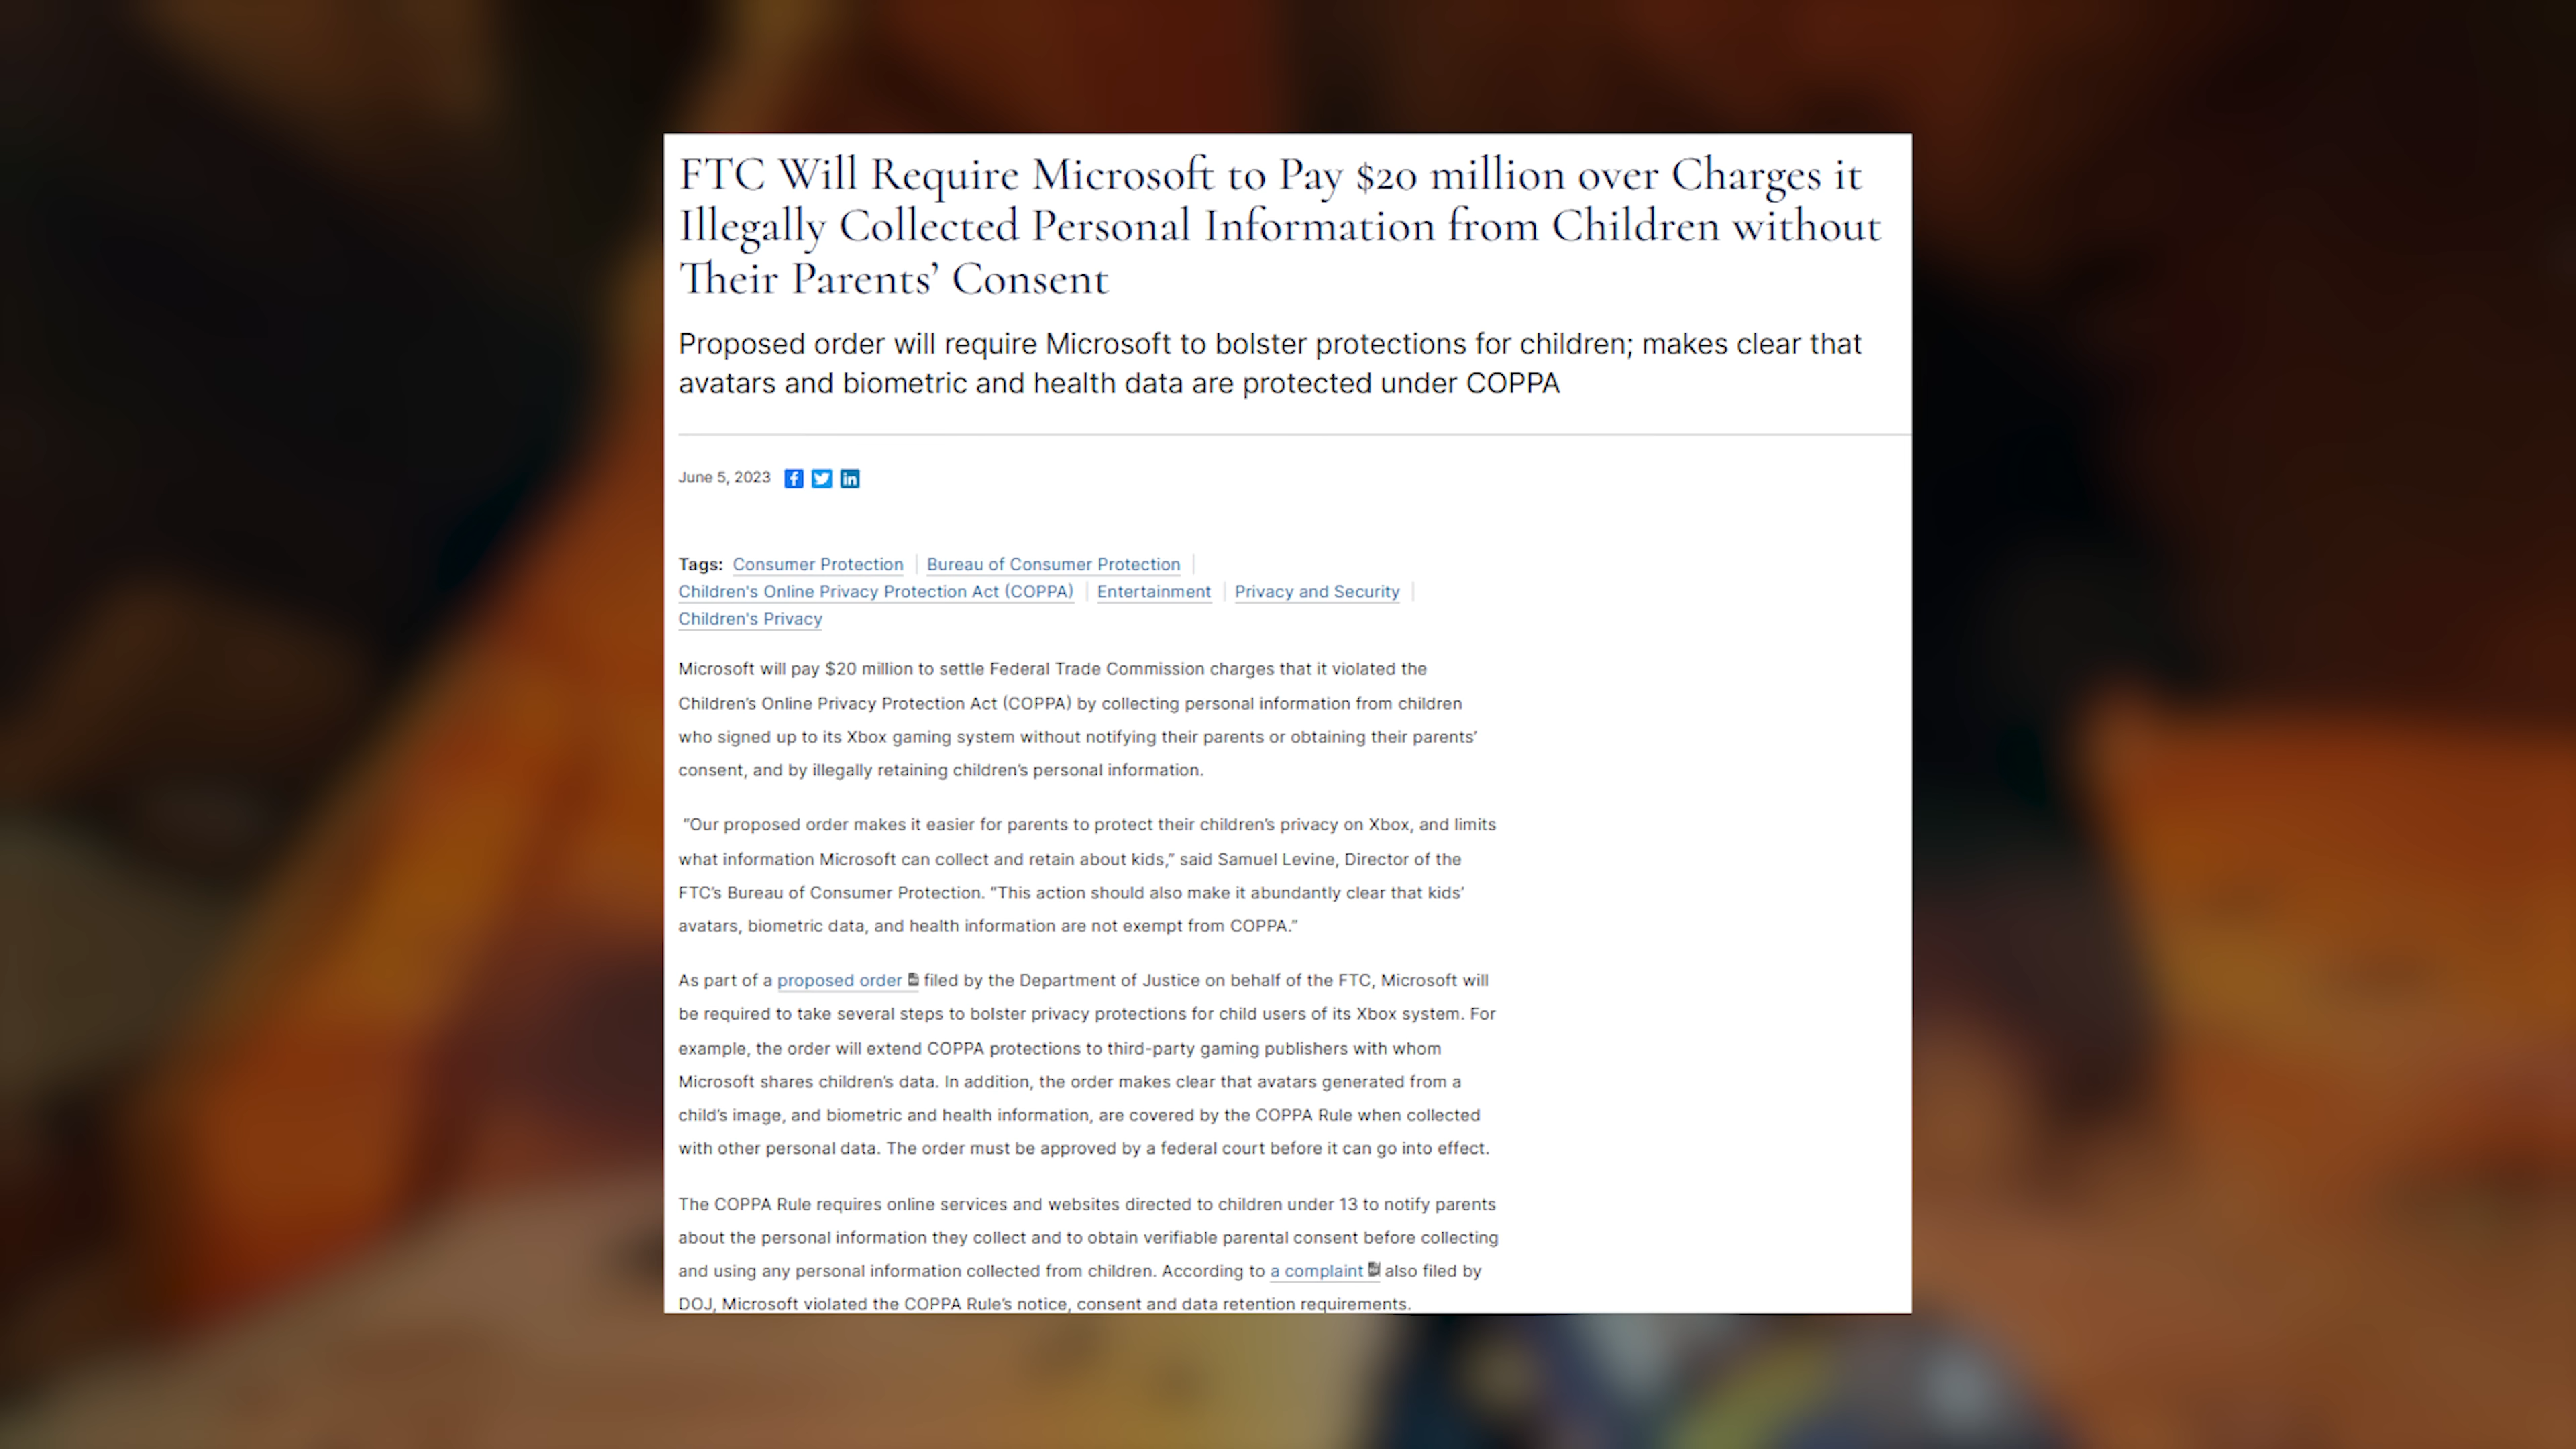 FTC Will Require Microsoft to Pay $20 million over Charges it
Illegally Collected Personal Information from Children without
Their Parents’ Consent
Proposed order will require Microsoft to bolster protections for children; makes clear that
avatars and biometric and health data are protected under COPPA
June 5, 2023
Tags: Consumer Protection | Bureau of Consumer Protection |
Children's Online Privacy Protection Act (COPPA) | Entertainment | Privacy and Security |
Children's Privacy
Microsoft will pay $20 million to settle Federal Trade Commission charges that it violated the
Children’s Online Privacy Protection Act (COPPA) by collecting personal information from children
who signed up to its Xbox gaming system without notifying their parents or obtaining their parents’
consent, and by illegally retaining children’s personal information.
“Our proposed order makes it easier for parents to protect their children’s privacy on Xbox, and limits
what information Microsoft can collect and retain about kids,” said Samuel Levine, Director of the
FTC’s Bureau of Consumer Protection. “This action should also make it abundantly clear that kids’
avatars, biometric data, and health information are not exempt from COPPA.”
As part of a proposed order filed by the Department of Justice on behalf of the FTC, Microsoft will
be required to take several steps to bolster privacy protections for child users of its Xbox system. For
example, the order will extend COPPA protections to third-party gaming publishers with whom
Microsoft shares children’s data. In addition, the order makes clear that avatars generated from a
child’s image, and biometric and health information, are covered by the COPPA Rule when collected
with other personal data. The order must be approved by a federal court before it can go into effect.
The COPPA Rule requires online services and websites directed to children under 13 to notify parents
about the personal information they collect and to obtain verifiable parental consent before collecting
and using any personal information collected from children. According to a complaint also filed by
DOJ, Microsoft violated the COPPA Rule’s notice, consent and data retention requirements.